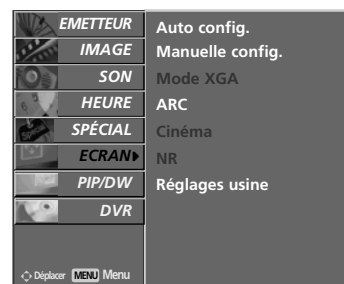 EMETTEUR
IMAGE
SON
HEURE
SPÉCIAL
ECRAN
PIP/DW
DVR
Déplacer MENU Menu
Auto config.
Manuelle config.
Mode XGA
ARC
Cinéma
NR
Réglages usine